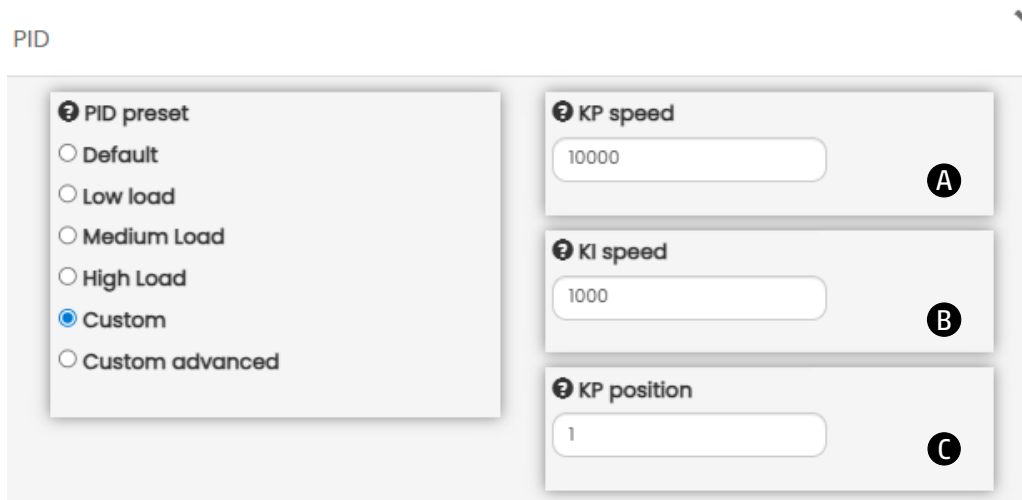 PID
PID preset
Default
Low load
Medium Load
High Load
Custom
Custom advanced
KP speed
10000
A
KI speed
1000
B
KP position
1
C